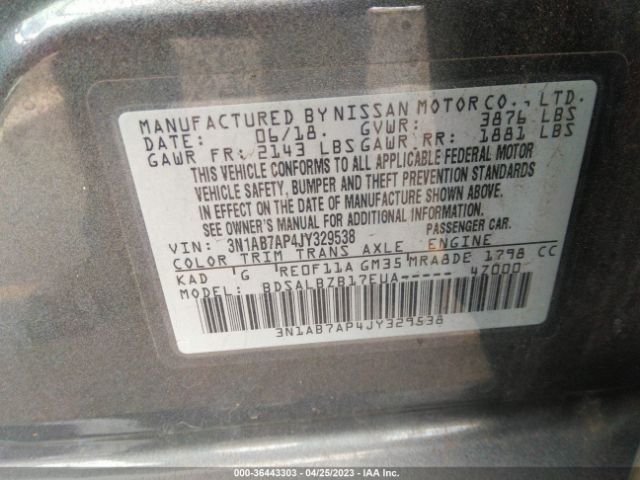 MANUFACTURED BY NISSAN MOTOR CO., LTD.
DATE: 06/18. GVWR: 3876 LBS
GAWR FR: 2143 LBS GAWR RR: 1881 LBS
THIS VEHICLE CONFORMS TO ALL APPLICABLE FEDERAL MOTOR
VEHICLE SAFETY, BUMPER AND THEFT PREVENTION STANDARDS
IN EFFECT ON THE DATE OF MANUFACTURE SHOWN ABOVE.
SEE OWNER'S MANUAL FOR ADDITIONAL INFORMATION.
VIN: 3N1AB7AP4JY329538 PASSENGER CAR.
COLOR TRIM TRANS AXLE ENGINE
KAD G RE0F11A GM35 MRA8DE 1798 CC
MODEL: BDSALBZB17EUA----- 47000
3N1AB7AP4JY329538
000-36443303 | 04/25/2023 - IAA Inc.